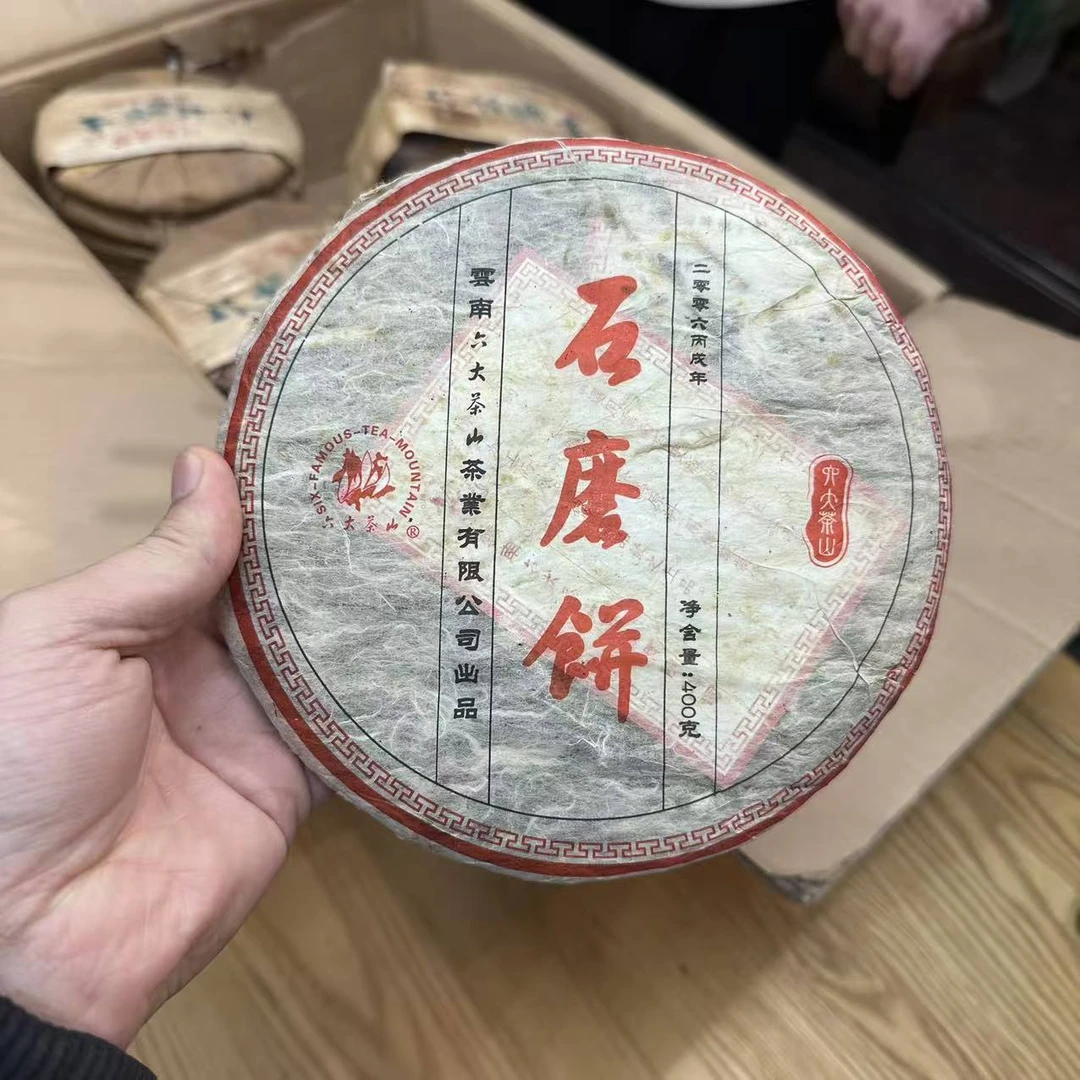 二零零六丙戌年
净含量:400克
石磨餅
雲南六大茶山茶業有限公司出品
六大茶山
SIX-FAMOUS-TEA-MOUNTAIN
六大茶山
®